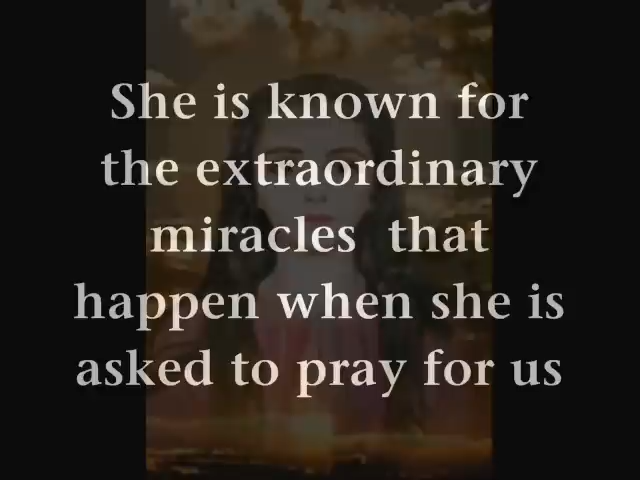 She is known for
the extraordinary
miracles that
happen when she is
asked to pray for us